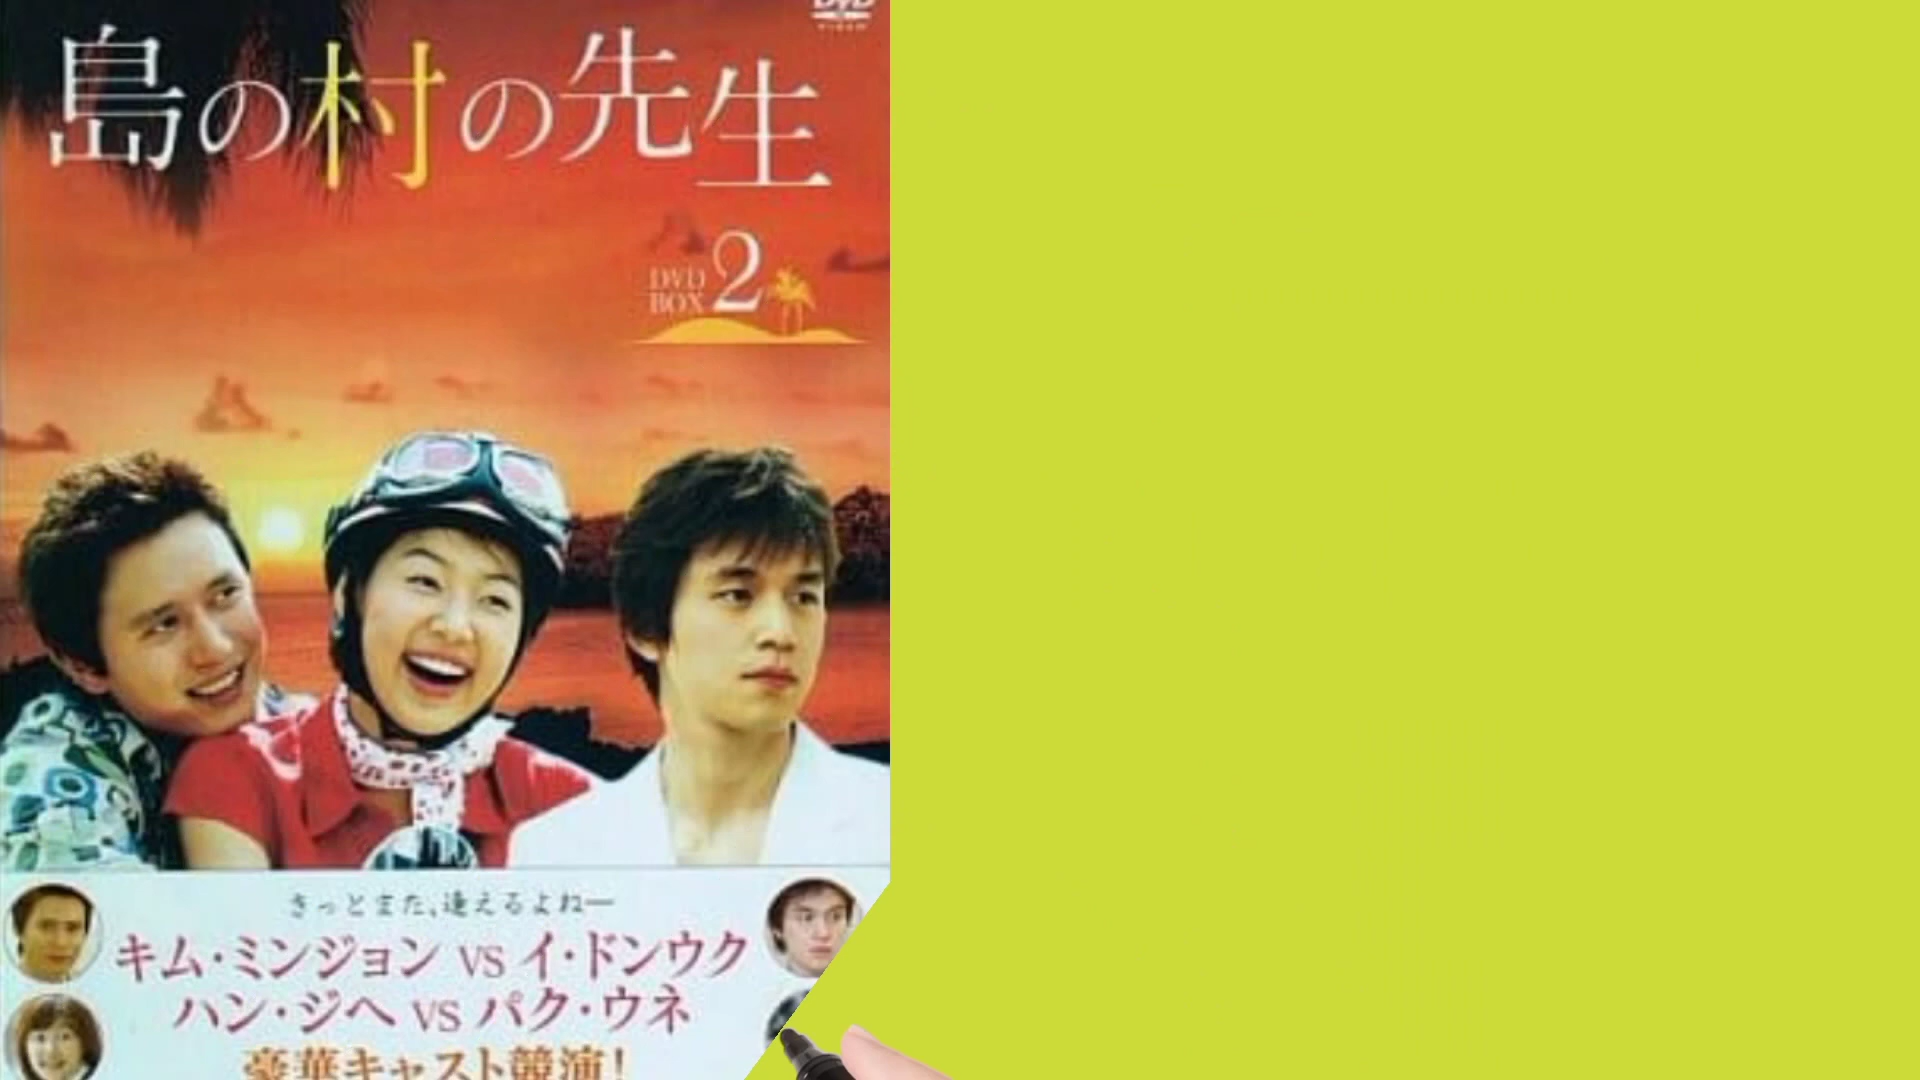 DVD
VIDEO
島の村の先生
DVD
BOX 2
きっとまた、逢えるよね―
キム・ミンジョン VS イ・ドンウク
ハン・ジヘ VS パク・ウネ
豪華キャスト競演!